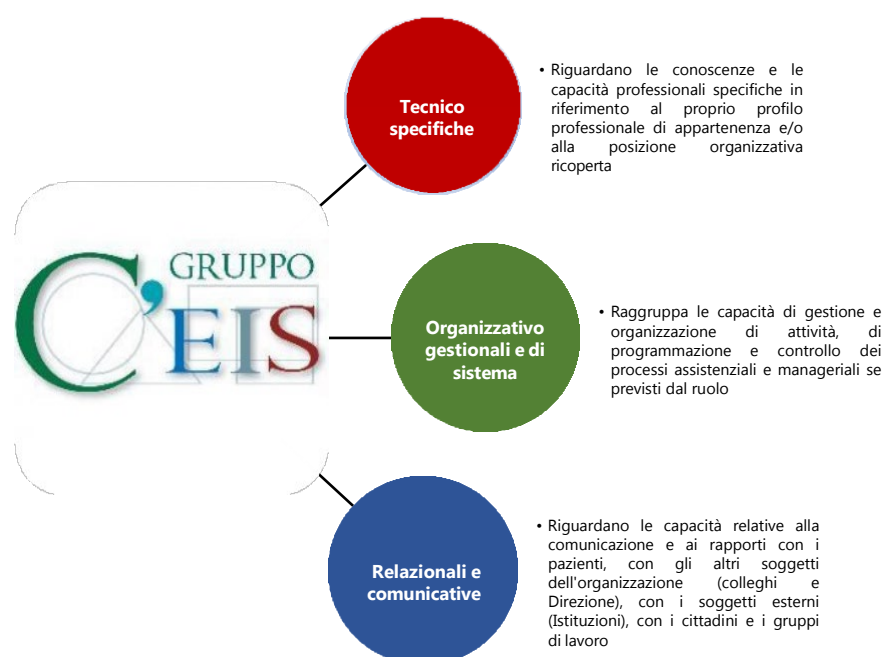 Tecnico
specifiche
• Riguardano le conoscenze e le
capacità professionali specifiche in
riferimento al proprio profilo
professionale di appartenenza e/o
alla posizione organizzativa
ricoperta
GRUPPO
C'EIS
Organizzativo
gestionali e di
sistema
• Raggruppa le capacità di gestione e
organizzazione di attività, di
programmazione e controllo dei
processi assistenziali e manageriali se
previsti dal ruolo
Relazionali e
comunicative
• Riguardano le capacità relative alla
comunicazione e ai rapporti con i
pazienti, con gli altri soggetti
dell'organizzazione (colleghi e
Direzione), con i soggetti esterni
(Istituzioni), con i cittadini e i gruppi
di lavoro